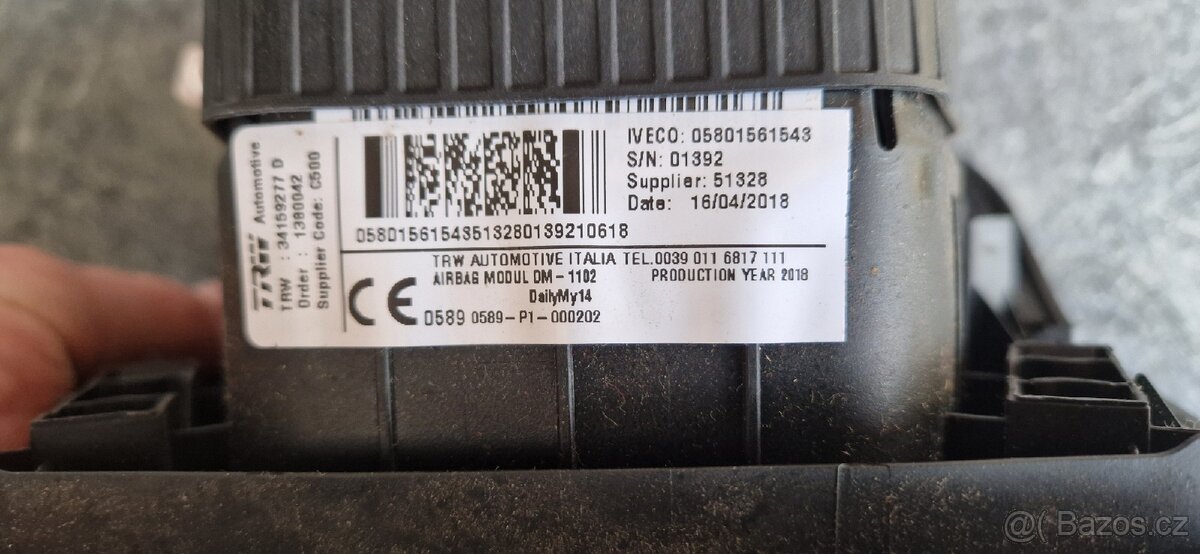 TRW Automotive
TRW : 34159277 D
Order : 1380042
Supplier Code: C500
IVECO: 05801561543
S/N: 01392
Supplier: 51328
Date: 16/04/2018
05801561543513280139210618
TRW AUTOMOTIVE ITALIA TEL.0039 011 6817 111
AIRBAG MODUL DM-1102 PRODUCTION YEAR 2018
DailyMy14
CE 0589 0589-P1-000202
@( Bazos.cz